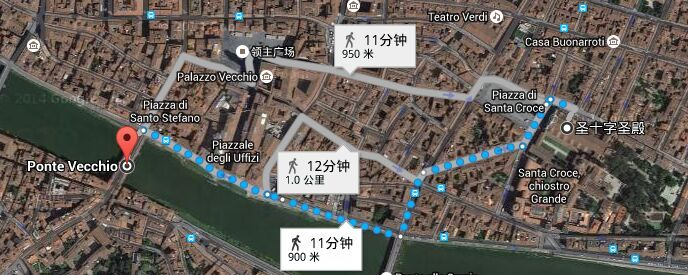 Teatro Verdi
11分钟
950 米
Casa Buonarroti
领主广场
Palazzo Vecchio
© 2014 Google
Piazza di
Santo Stefano
Piazza di
Santa Croce
圣十字圣殿
Piazzale
degli Uffizi
Ponte Vecchio
12分钟
1.0 公里
Santa Croce,
chiostro
Grande
11分钟
900 米